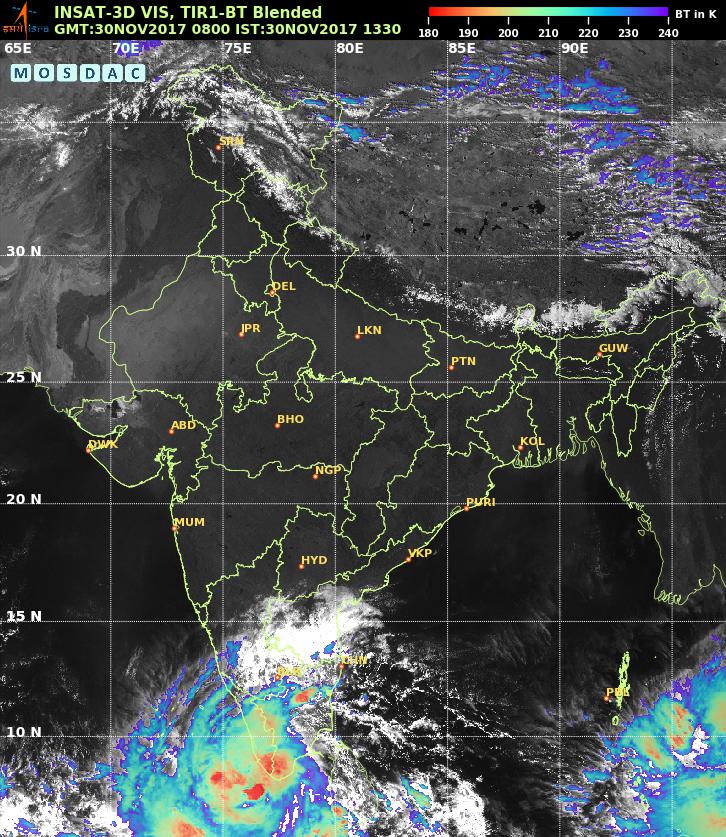 INSAT-3D VIS, TIR1-BT Blended
GMT:30NOV2017 0800 IST:30NOV2017 1330
BT in K
180 190 200 210 220 230 240
65E 70E 75E 80E 85E 90E
MOSDAC
SRN
30 N
DEL
JPR
LKN
GUW
PTN
25 N
ABD
BHO
DWK
KOL
NGP
20 N
PURI
MUM
HYD
VKP
15 N
CHN
PBL
10 N